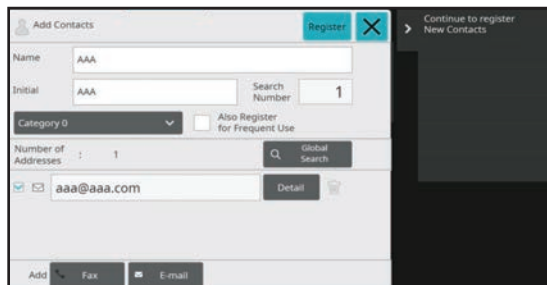 Add Contacts
Register
Continue to register
New Contacts
Name
AAA
Initial
AAA
Search
Number
1
Category 0
Also Register
for Frequent Use
Number of
Addresses
:
1
Global
Search
aaa@aaa.com
Detail
Add
Fax
E-mail